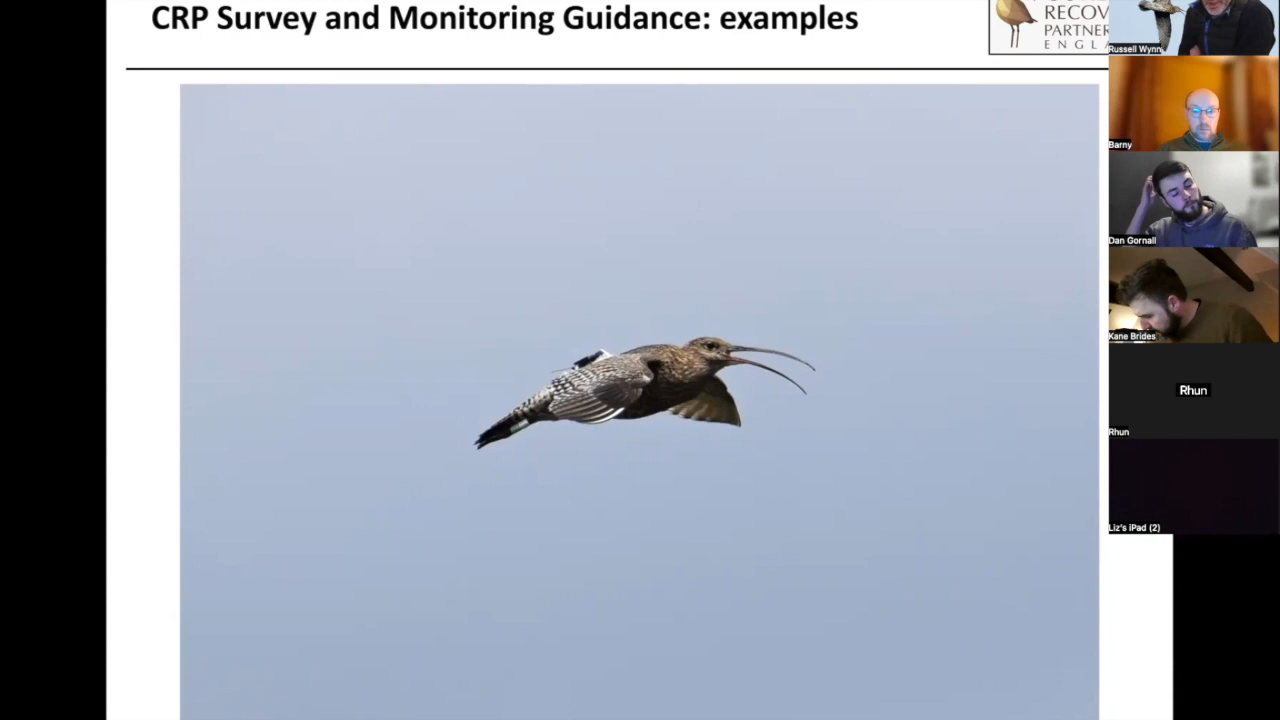 CRP Survey and Monitoring Guidance: examples
RECOV
PARTNER
ENGLA
Russell Wynn
Barny
Dan Gornall
Kane Brides
Rhun
Rhun
Liz's iPad (2)